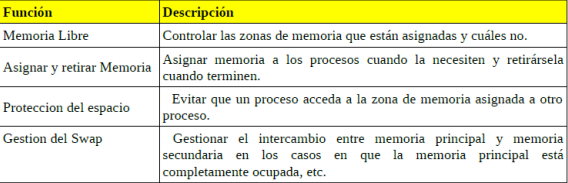 Función Descripción
Memoria Libre Controlar las zonas de memoria que están asignadas y cuáles no.
Asignar y retirar Memoria Asignar memoria a los procesos cuando la necesiten y retirársela
cuando terminen.
Proteccion del espacio Evitar que un proceso acceda a la zona de memoria asignada a otro
proceso.
Gestion del Swap Gestionar el intercambio entre memoria principal y memoria
secundaria en los casos en que la memoria principal está
completamente ocupada, etc.